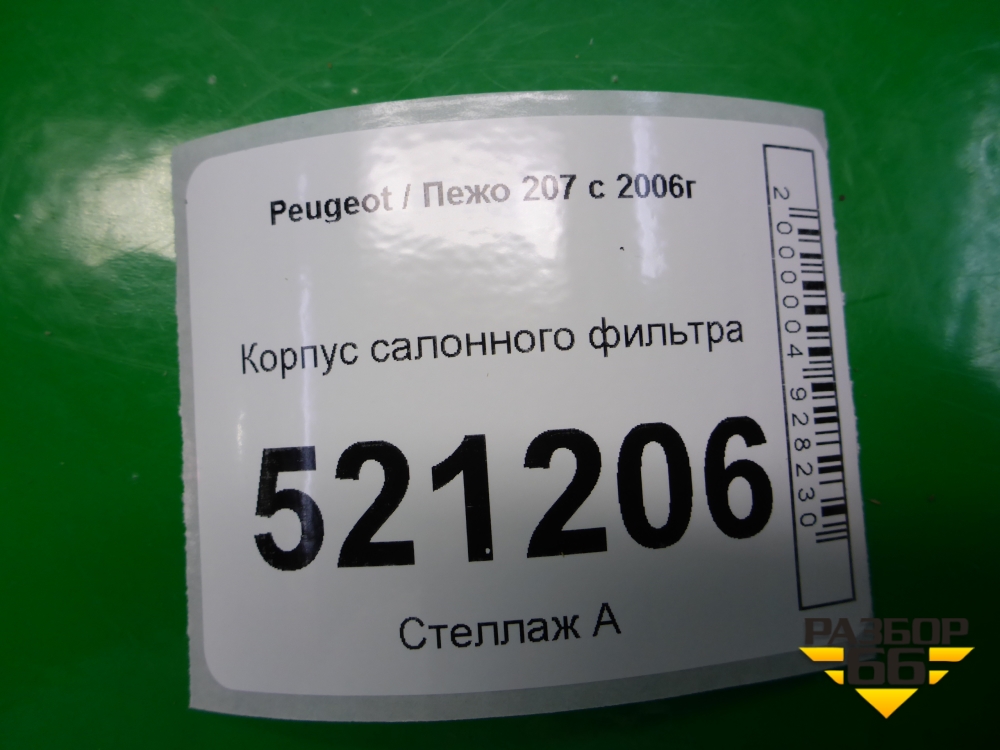 Peugeot / Пежо 207 с 2006г
Корпус салонного фильтра
521206
Стеллаж А
2000004928230
РАЗБОР
66